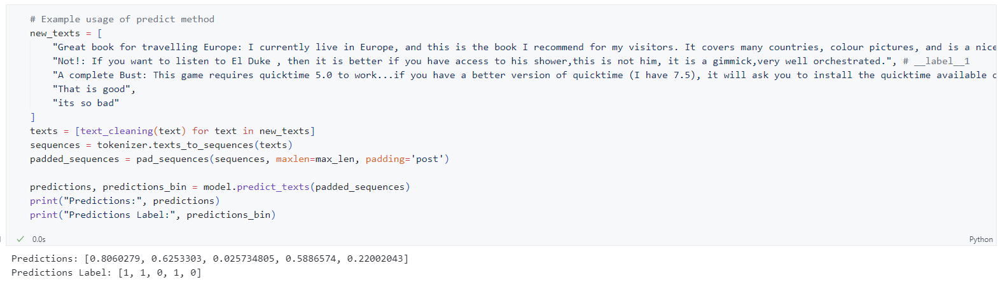 # Example usage of predict method
new_texts = [
"Great book for travelling Europe: I currently live in Europe, and this is the book I recommend for my visitors. It covers many countries, colour pictures, and is a nice
"Not!: If you want to listen to El Duke , then it is better if you have access to his shower,this is not him, it is a gimmick,very well orchestrated.", # __label__1
"A complete Bust: This game requires quicktime 5.0 to work...if you have a better version of quicktime (I have 7.5), it will ask you to install the quicktime available
"That is good",
"its so bad"
]
texts = [text_cleaning(text) for text in new_texts]
sequences = tokenizer.texts_to_sequences(texts)
padded_sequences = pad_sequences(sequences, maxlen=max_len, padding='post')
predictions, predictions_bin = model.predict_texts(padded_sequences)
print("Predictions:", predictions)
print("Predictions Label:", predictions_bin)
✓ 0.0s
Python
Predictions: [0.8060279, 0.6253303, 0.025734805, 0.5886574, 0.22002043]
Predictions Label: [1, 1, 0, 1, 0]